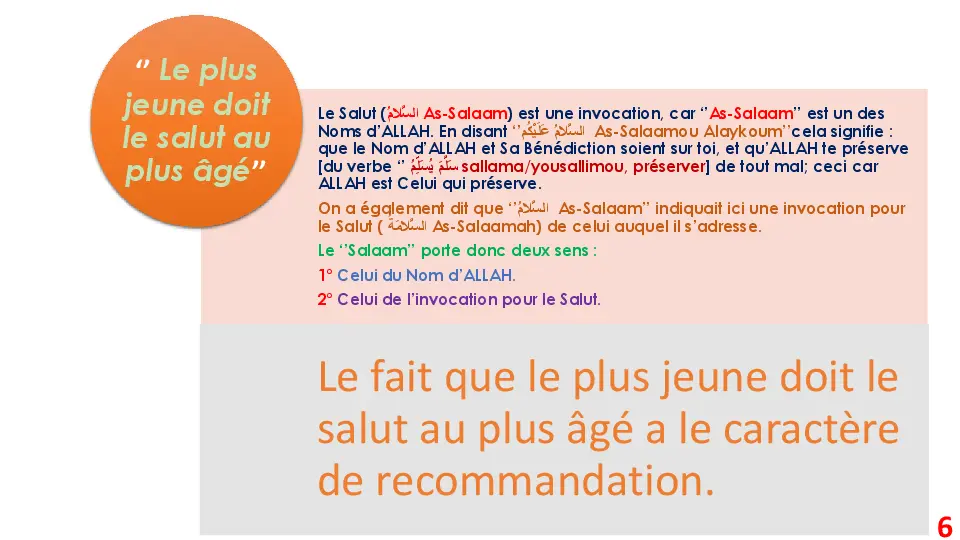 ‘’ Le plus
jeune doit
le salut au
plus âgé’’
Le Salut (السَّلامُ As-Salaam) est une invocation, car ‘’As-Salaam’’ est un des
Noms d’ALLAH. En disant ‘’السَّلامُ عَلَيْكُم As-Salaamou Alaykoum’’cela signifie :
que le Nom d’ALLAH et Sa Bénédiction soient sur toi, et qu’ALLAH te préserve
[du verbe ‘’ سَلَّمَ يُسَلِّمُ sallama/yousallimou, préserver] de tout mal; ceci car
ALLAH est Celui qui préserve.
On a également dit que ‘’السَّلامُ As-Salaam’’ indiquait ici une invocation pour
le Salut ( السَّلامَة As-Salaamah) de celui auquel il s’adresse.
Le ‘’Salaam’’ porte donc deux sens :
1° Celui du Nom d’ALLAH.
2° Celui de l’invocation pour le Salut.
Le fait que le plus jeune doit le
salut au plus âgé a le caractère
de recommandation.
6